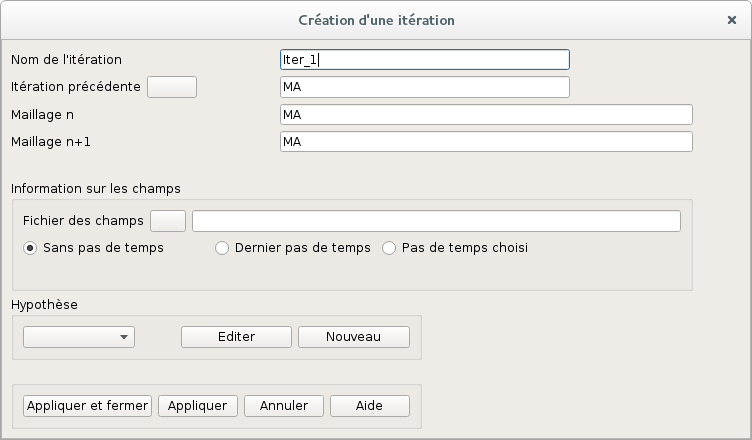 Création d'une itération
Nom de l'itération Iter_1
Itération précédente MA
Maillage n MA
Maillage n+1 MA
Information sur les champs
Fichier des champs
Sans pas de temps Dernier pas de temps Pas de temps choisi
Hypothèse
Editer Nouveau
Appliquer et fermer Appliquer Annuler Aide